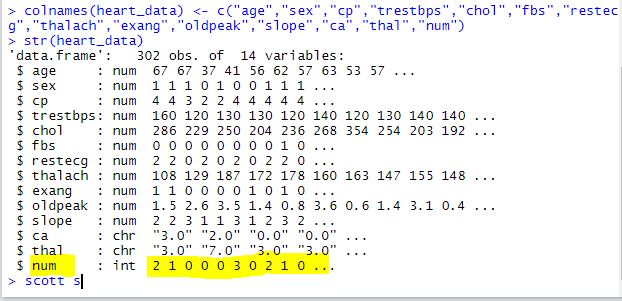 > colnames(heart_data) <- c("age","sex","cp","trestbps","chol","fbs","restec
g","thalach","exang","oldpeak","slope","ca","thal","num")
> str(heart_data)
'data.frame':   302 obs. of  14 variables:
 $ age     : num  67 67 37 41 56 62 57 63 53 57 ...
 $ sex     : num  1 1 1 0 1 0 0 1 1 1 ...
 $ cp      : num  4 4 3 2 2 4 4 4 4 4 ...
 $ trestbps: num  160 120 130 130 120 140 120 130 140 140 ...
 $ chol    : num  286 229 250 204 236 268 354 254 203 192 ...
 $ fbs     : num  0 0 0 0 0 0 0 0 1 0 ...
 $ restecg : num  2 2 0 2 0 2 0 2 2 0 ...
 $ thalach : num  108 129 187 172 178 160 163 147 155 148 ...
 $ exang   : num  1 1 0 0 0 0 1 0 1 0 ...
 $ oldpeak : num  1.5 2.6 3.5 1.4 0.8 3.6 0.6 1.4 3.1 0.4 ...
 $ slope   : num  2 2 3 1 1 3 1 2 3 2 ...
 $ ca      : chr  "3.0" "2.0" "0.0" "0.0" ...
 $ thal    : chr  "3.0" "7.0" "3.0" "3.0" ...
 $ num     : int  2 1 0 0 0 3 0 2 1 0 ...
> scott s